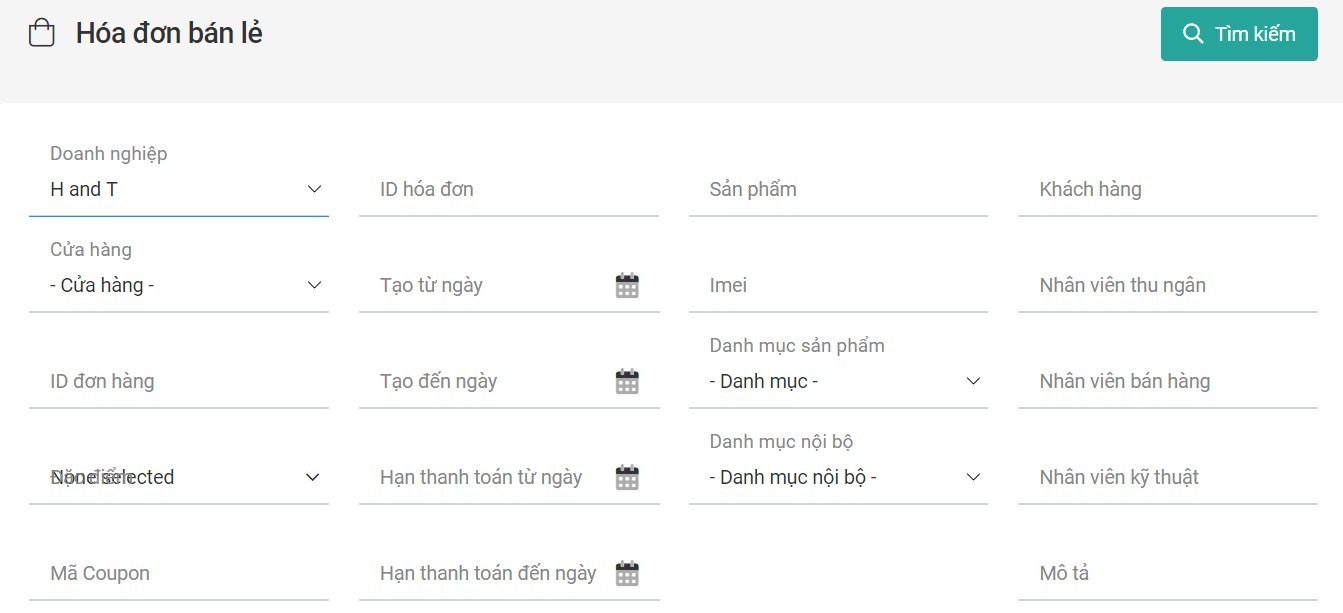 Hóa đơn bán lẻ
Tìm kiếm
Doanh nghiệp
H and T
ID hóa đơn
Sản phẩm
Khách hàng
Cửa hàng
- Cửa hàng -
Tạo từ ngày
Imei
Nhân viên thu ngân
Danh mục sản phẩm
ID đơn hàng
Tạo đến ngày
- Danh mục -
Nhân viên bán hàng
Danh mục nội bộ
None selected
Đặc điểm
Hạn thanh toán từ ngày
- Danh mục nội bộ -
Nhân viên kỹ thuật
Mã Coupon
Hạn thanh toán đến ngày
Mô tả